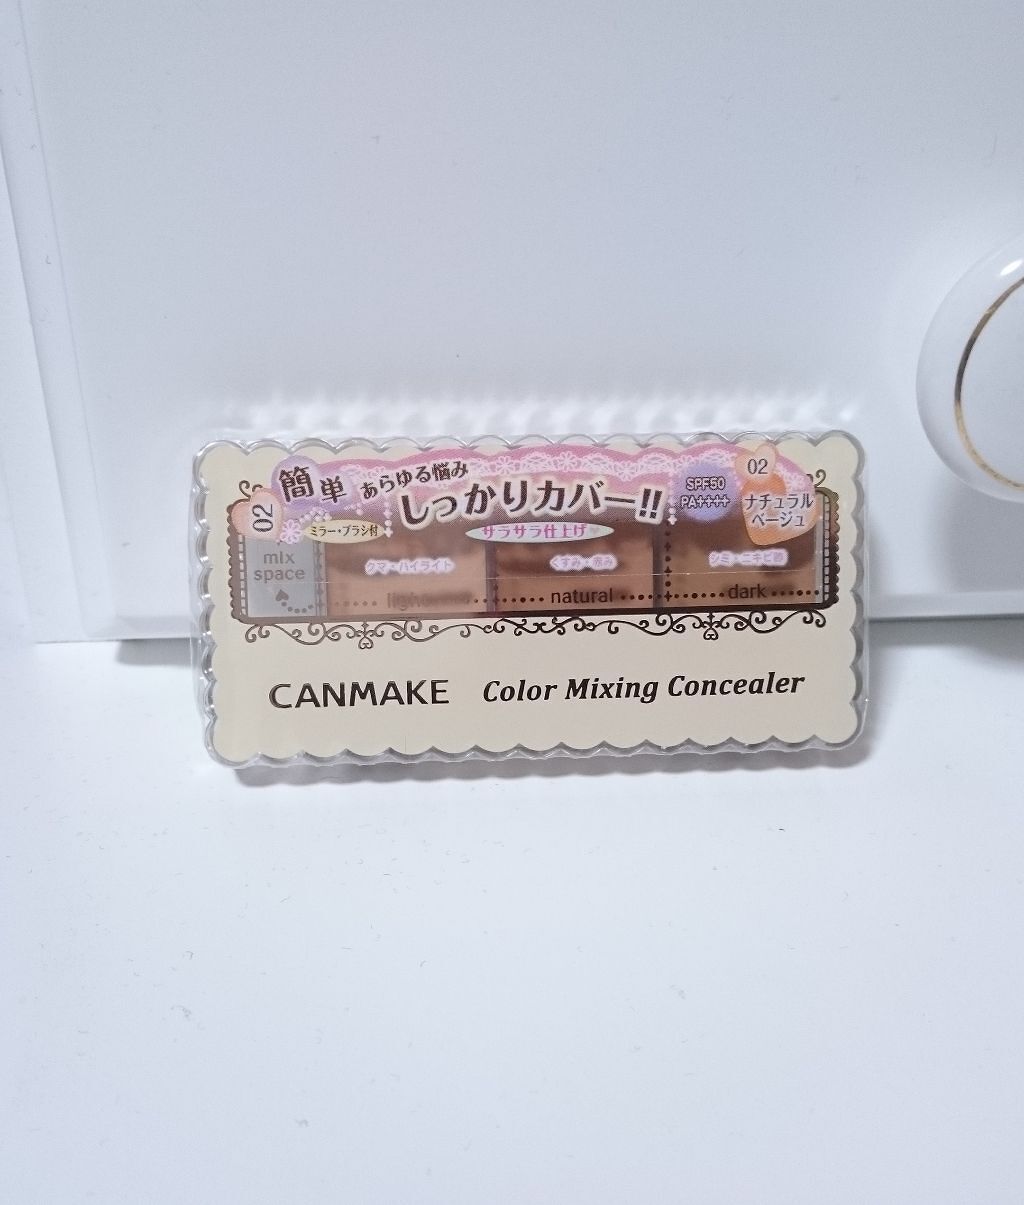 簡単 あらゆる悩み
しっかりカバー!!
ミラー・ブラシ付
サラサラ仕上げ
SPF50
PA++++
02
ナチュラル
ベージュ
02
mix
space
クマ・ハイライト
くすみ・赤み
シミ・ニキビ跡
natural
dark
CANMAKE Color Mixing Concealer